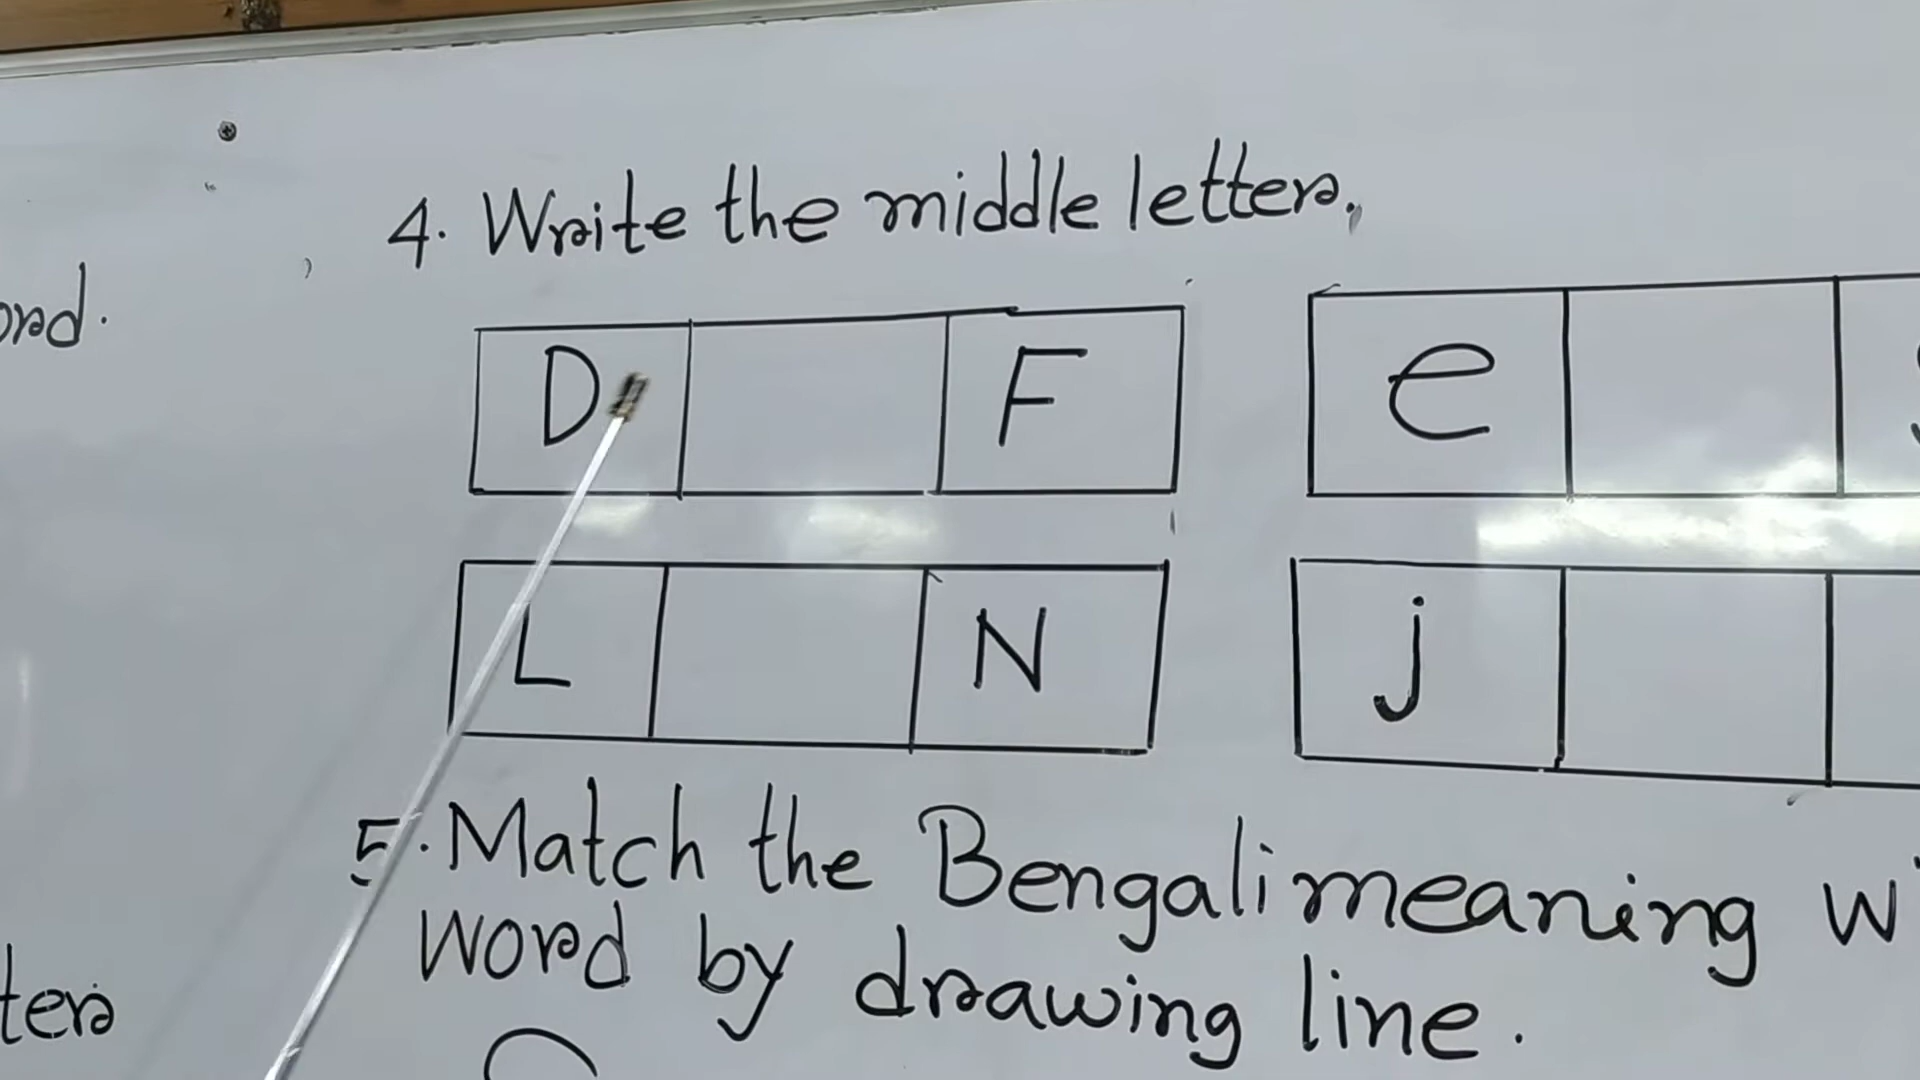 4. Write the middle letters.
D F e
L N j
5. Match the Bengali meaning
word by drawing line.